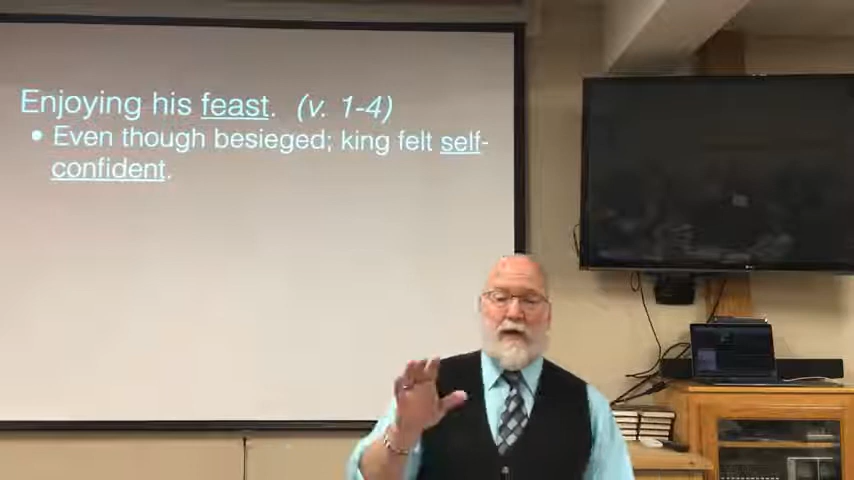 Enjoying his feast. (v. 1-4)
• Even though besieged; king felt self-
confident.